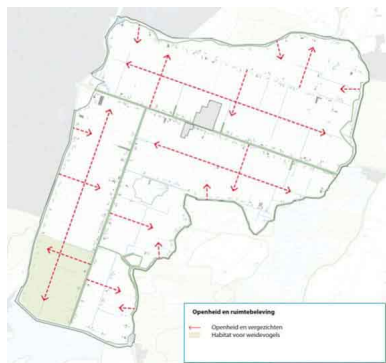 Openheid en ruimtebeleving
Openheid en vergezichten
Habitat voor weidevogels